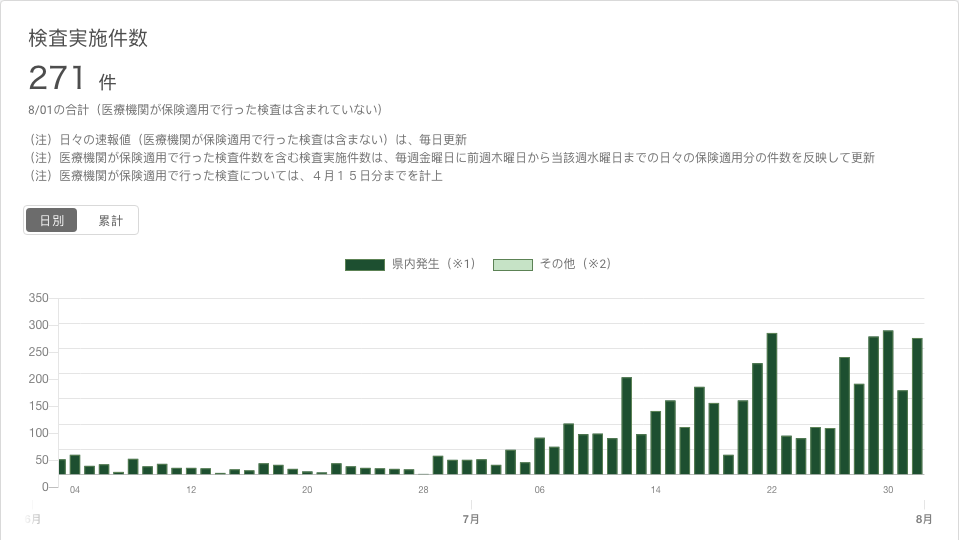 検査実施件数
271 件
8/01の合計（医療機関が保険適用で行った検査は含まれていない）
（注）日々の速報値（医療機関が保険適用で行った検査は含まない）は、毎日更新
（注）医療機関が保険適用で行った検査件数を含む検査実施件数は、毎週金曜日に前週木曜日から当該週水曜日までの日々の保険適用分の件数を反映して更新
（注）医療機関が保険適用で行った検査については、４月１５日分までを計上
日別 累計
県内発生（※1） その他（※2）
350
300
250
200
150
100
50
0
04 12 20 28 06 14 22 30
6月 7月 8月